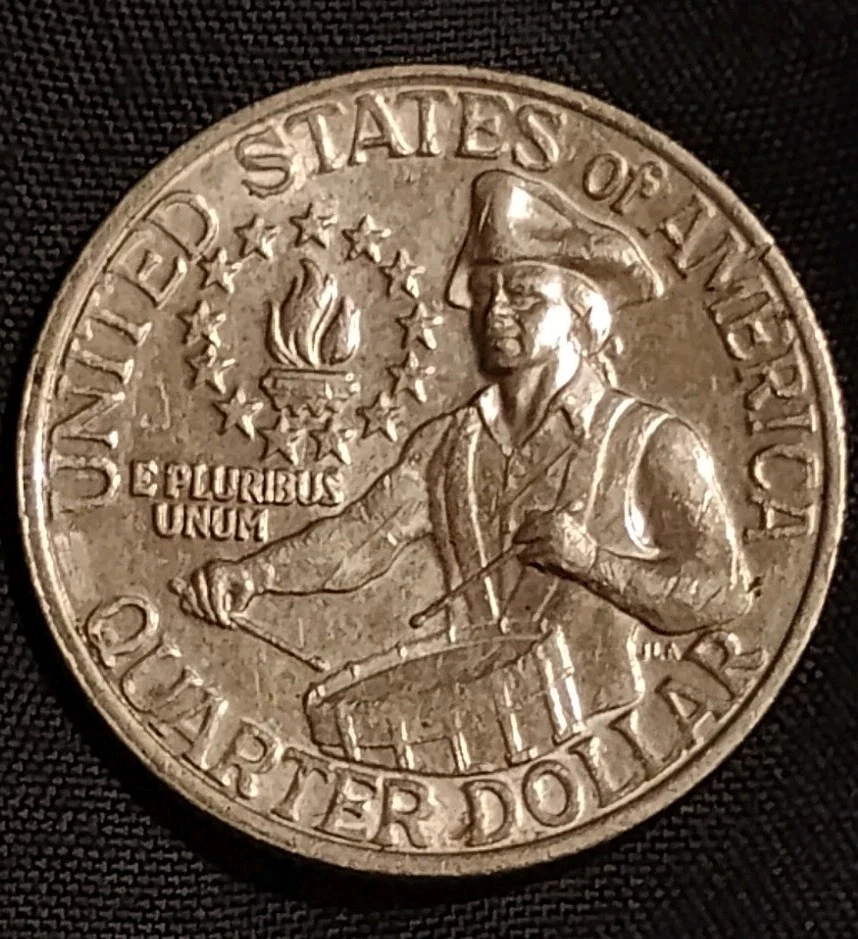 UNITED STATES OF AMERICA
E PLURIBUS
UNUM
JLA
QUARTER DOLLAR